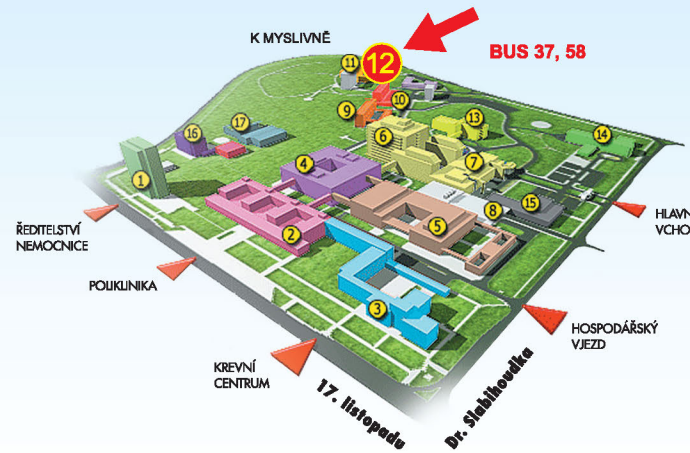 K MYSLIVNĚ
BUS 37, 58
11
12
10
9
6
13
14
16
17
4
7
1
15
8
5
2
3
ŘEDITELSTVÍ
NEMOCNICE
HLAVN
VCHO
POLIKLINIKA
HOSPODÁŘSKÝ
VJEZD
KREVNÍ
CENTRUM
17. listopadu
Dr. Slabihoudka